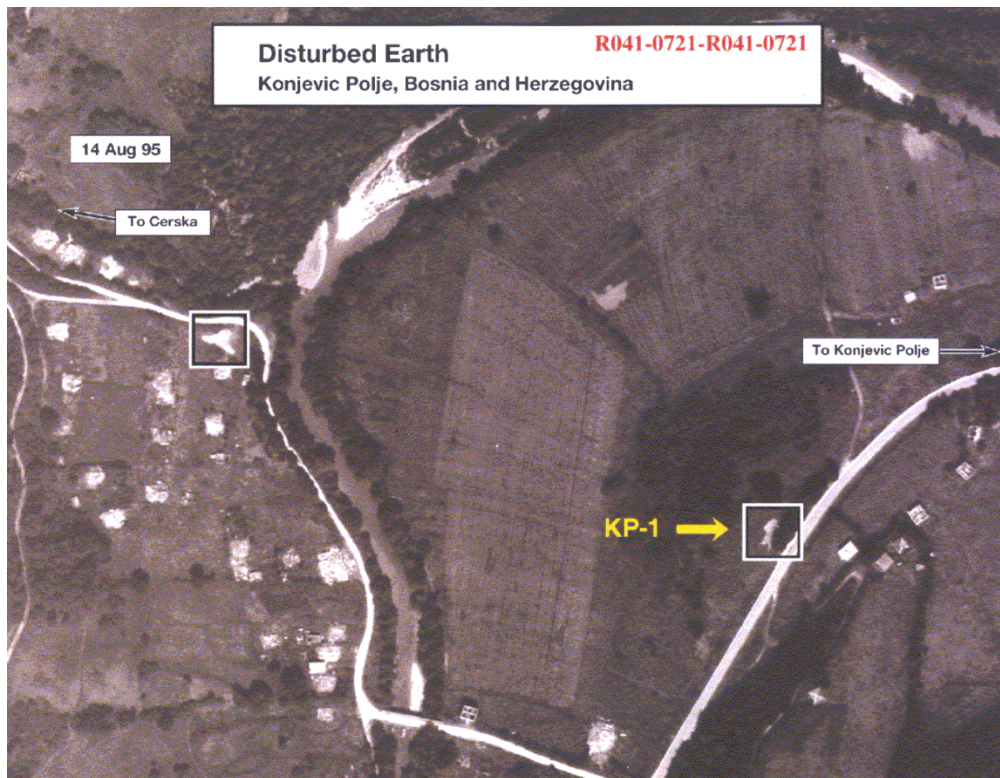 Disturbed Earth
R041-0721-R041-0721
Konjevic Polje, Bosnia and Herzegovina
14 Aug 95
To Cerska
To Konjevic Polje
KP-1